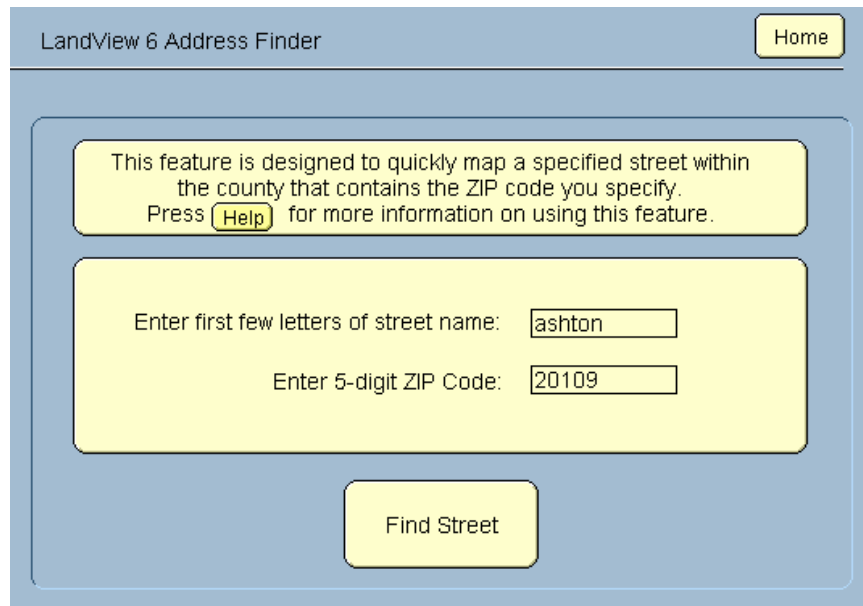 LandView 6 Address Finder
Home
This feature is designed to quickly map a specified street within
the county that contains the ZIP code you specify.
Press Help for more information on using this feature.
Enter first few letters of street name: ashton
Enter 5-digit ZIP Code: 20109
Find Street